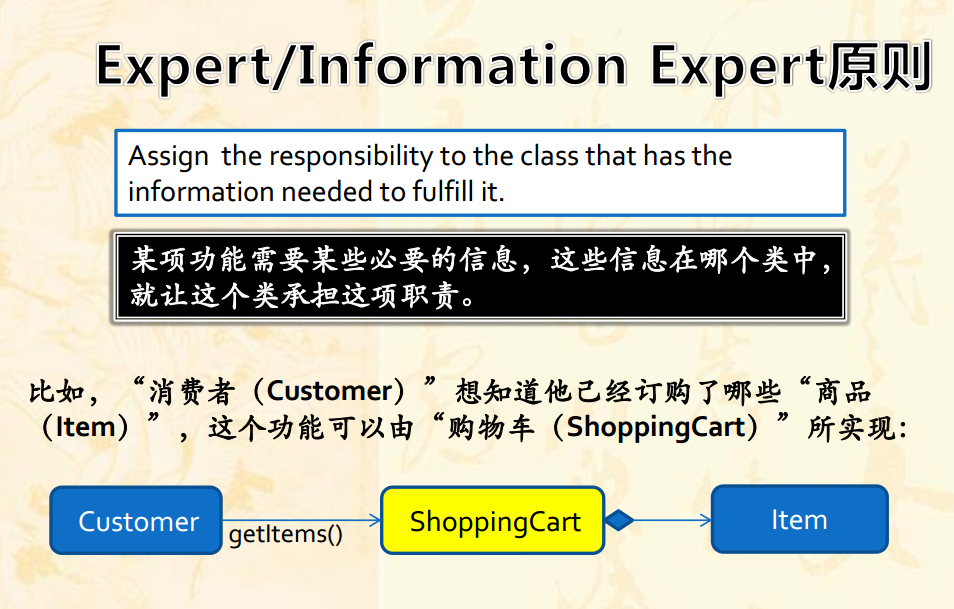 Expert/Information Expert原则
Assign the responsibility to the class that has the
information needed to fulfill it.
某项功能需要某些必要的信息，这些信息在哪个类中，
就让这个类承担这项职责。
比如，“消费者（Customer）”想知道他已经订购了哪些“商品
（Item）”，这个功能可以由“购物车（ShoppingCart）”所实现：
Customer
getItems()
ShoppingCart
Item